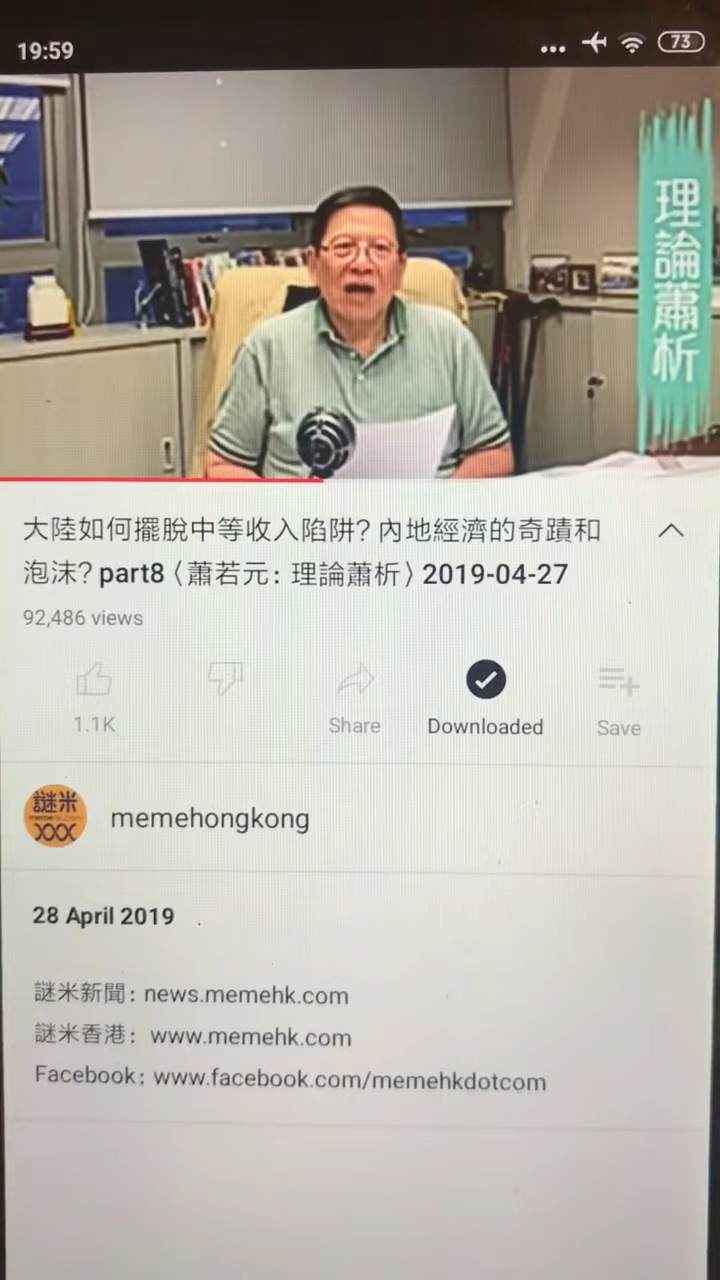 19:59
73
理論蕭析
大陸如何擺脫中等收入陷阱? 內地經濟的奇蹟和
泡沫? part8〈蕭若元: 理論蕭析〉2019-04-27
92,486 views
1.1K
Share
Downloaded
Save
謎米
memehk.com
memehongkong
28 April 2019
謎米新聞: news.memehk.com
謎米香港: www.memehk.com
Facebook: www.facebook.com/memehkdotcom